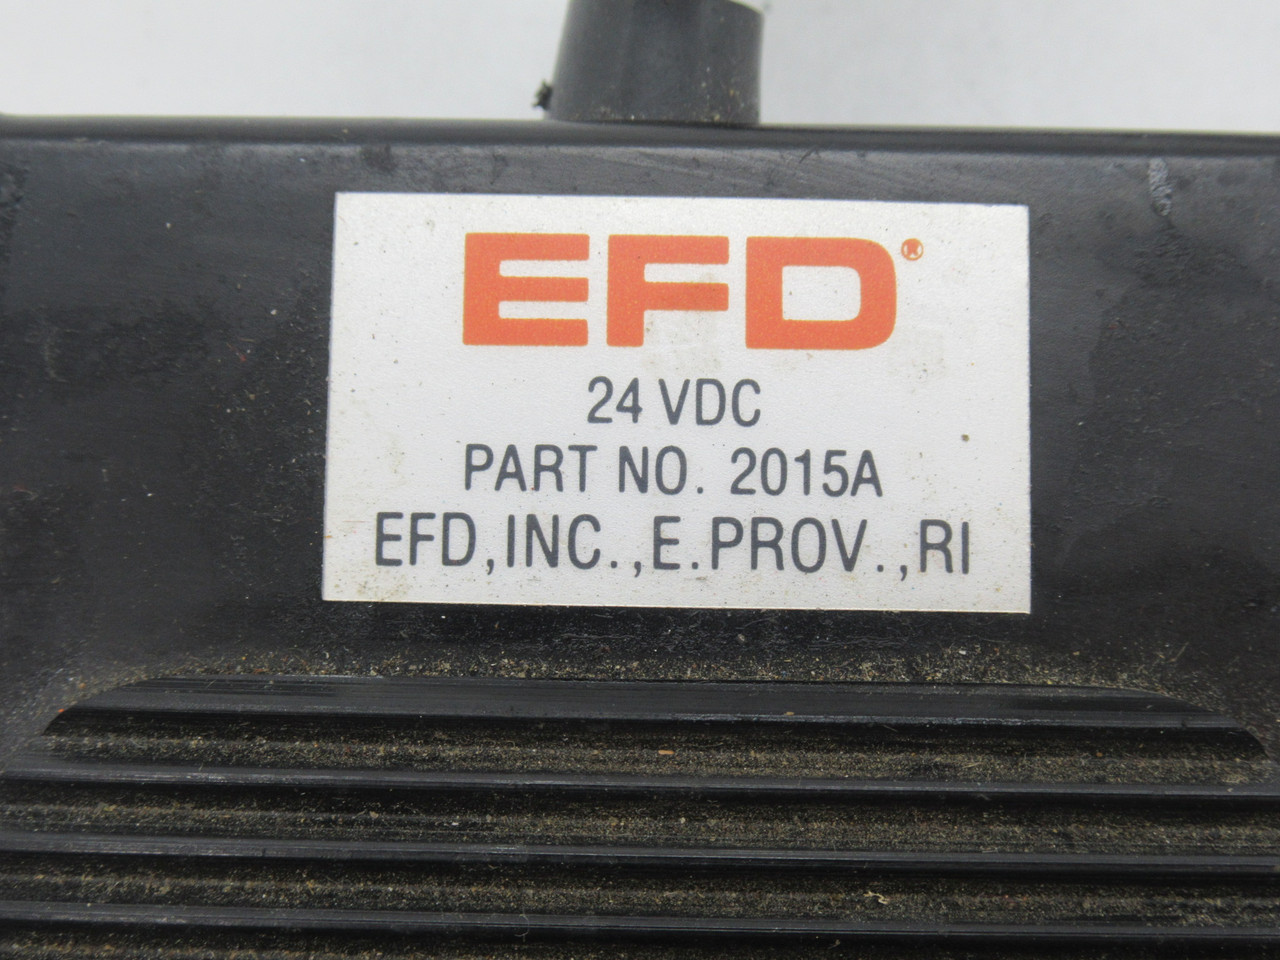 EFD®
24 VDC
PART NO. 2015A
EFD, INC., E. PROV., RI